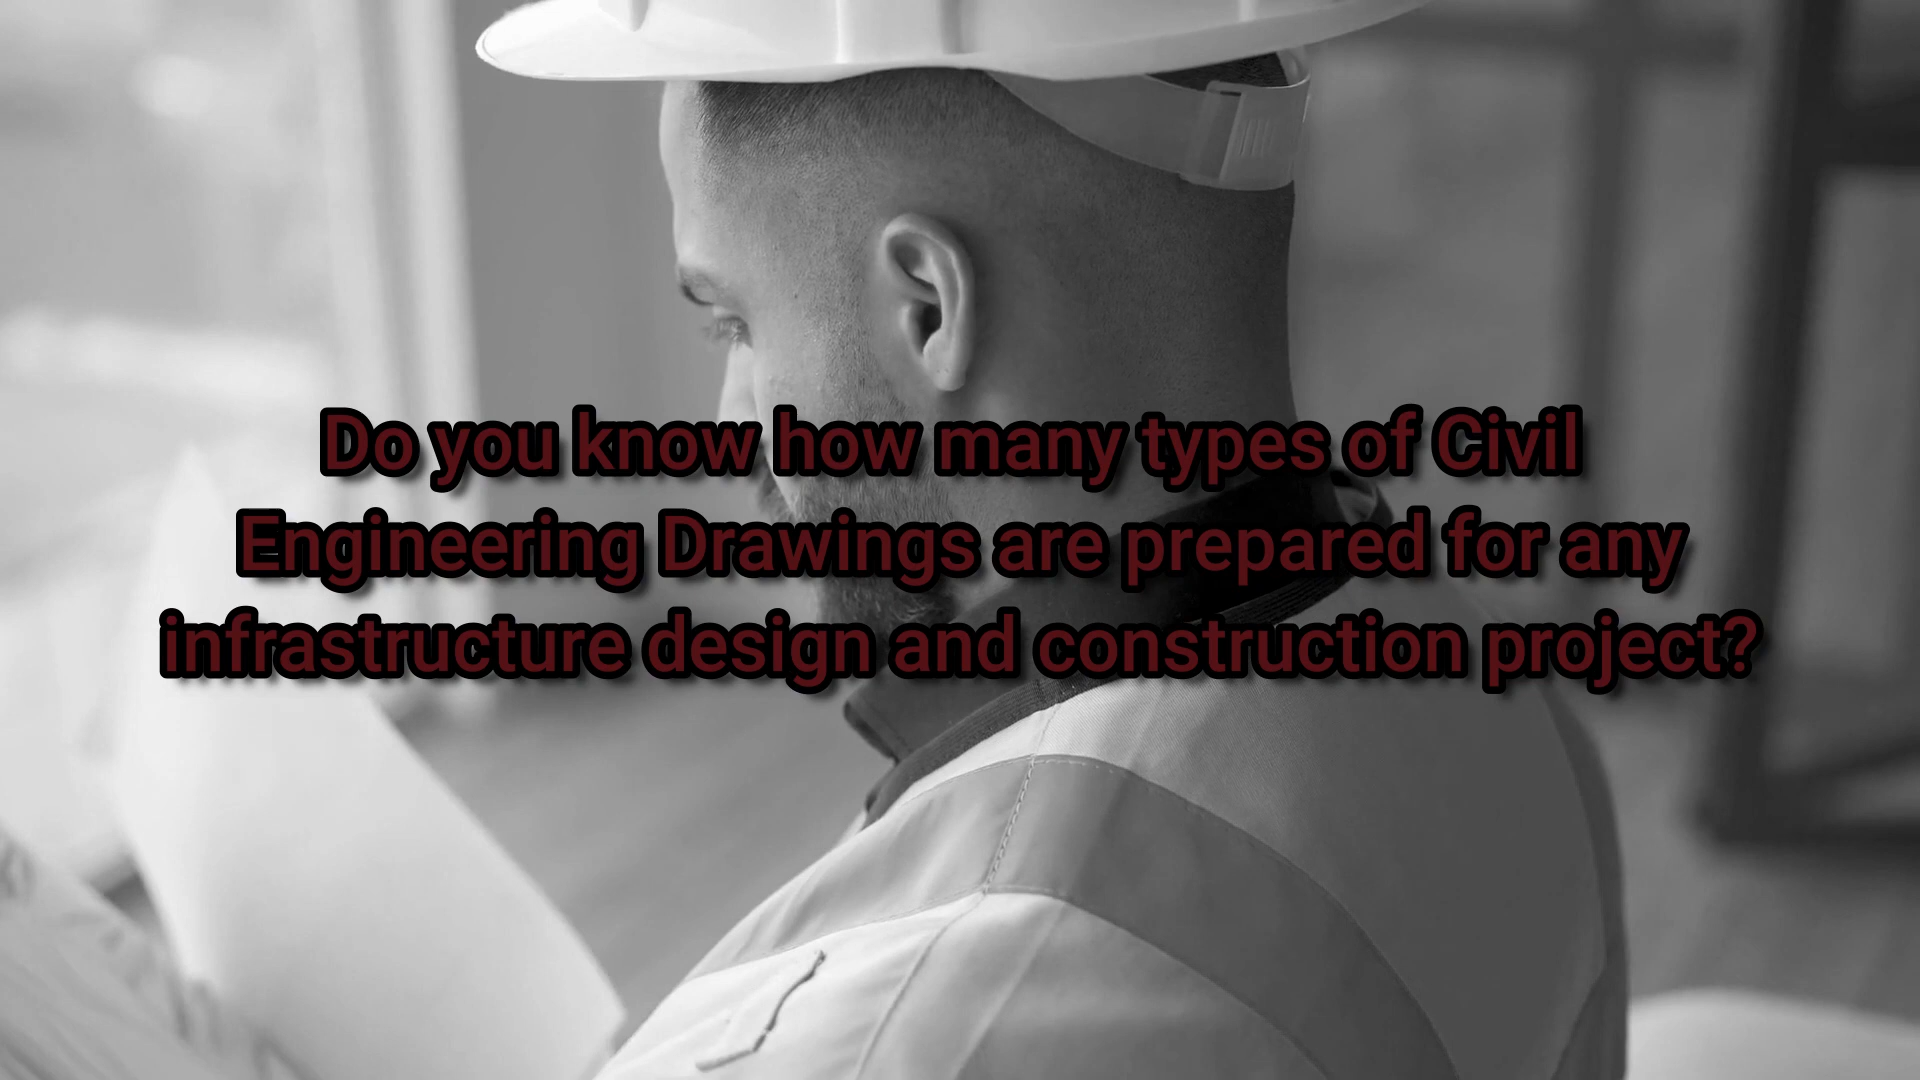 Do you know how many types of Civil
Engineering Drawings are prepared for any
infrastructure design and construction project?